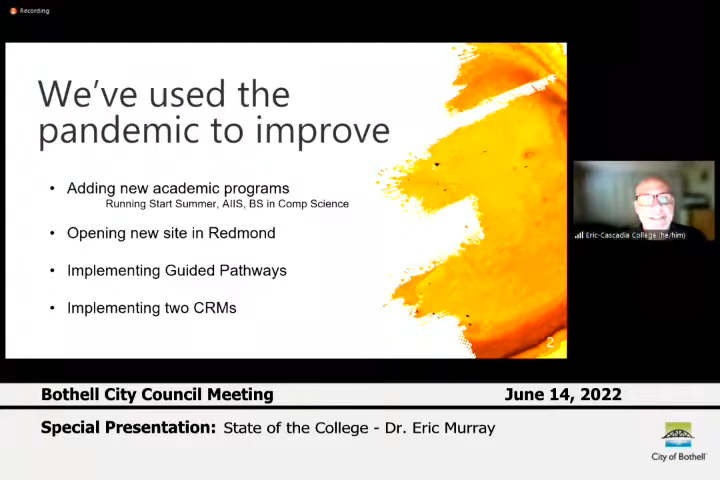 Recording
We've used the
pandemic to improve
• Adding new academic programs
Running Start Summer, AIIS, BS in Comp Science
• Opening new site in Redmond
• Implementing Guided Pathways
• Implementing two CRMs
2
Eric-Cascadia College (he/him)
Bothell City Council Meeting
June 14, 2022
Special Presentation: State of the College - Dr. Eric Murray
City of Bothell